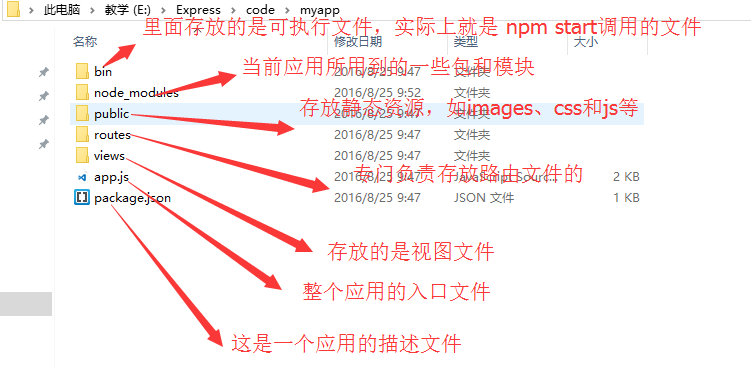 此电脑 > 教学 (E:) > Express > code > myapp
里面存放的是可执行文件，实际上就是 npm start调用的文件
名称 修改日期 类型 大小
bin 2016/8/25 9:47 文件夹
当前应用所用到的一些包和模块
node_modules 2016/8/25 9:52 文件夹
public 2016/8/25 9:47 文件夹
存放静态资源，如images、css和js等
routes 2016/8/25 9:47 文件夹
views 2016/8/25 9:47 文件夹
专门负责存放路由文件的
app.js 2016/8/25 9:47 JavaScript Sourc... 2 KB
package.json 2016/8/25 9:47 JSON 文件 1 KB
存放的是视图文件
整个应用的入口文件
这是一个应用的描述文件